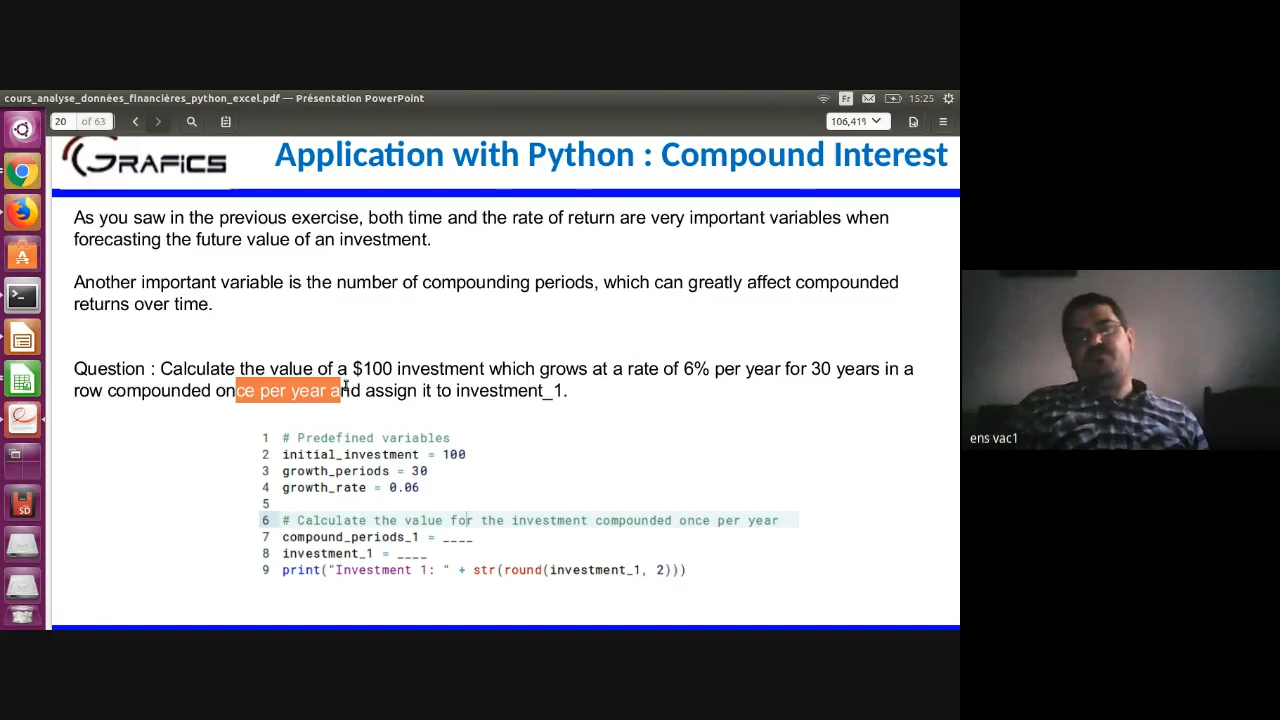 cours_analyse_données_financières_python_excel.pdf — Présentation PowerPoint
Fr
15:25
20 of 63
106,41%
GRAFICS
Application with Python : Compound Interest
As you saw in the previous exercise, both time and the rate of return are very important variables when
forecasting the future value of an investment.
Another important variable is the number of compounding periods, which can greatly affect compounded
returns over time.
Question : Calculate the value of a $100 investment which grows at a rate of 6% per year for 30 years in a
row compounded once per year and assign it to investment_1.
1 # Predefined variables
2 initial_investment = 100
3 growth_periods = 30
4 growth_rate = 0.06
5
6 # Calculate the value for the investment compounded once per year
7 compound_periods_1 = ____
8 investment_1 = ____
9 print("Investment 1: " + str(round(investment_1, 2)))
ens vac1
SD